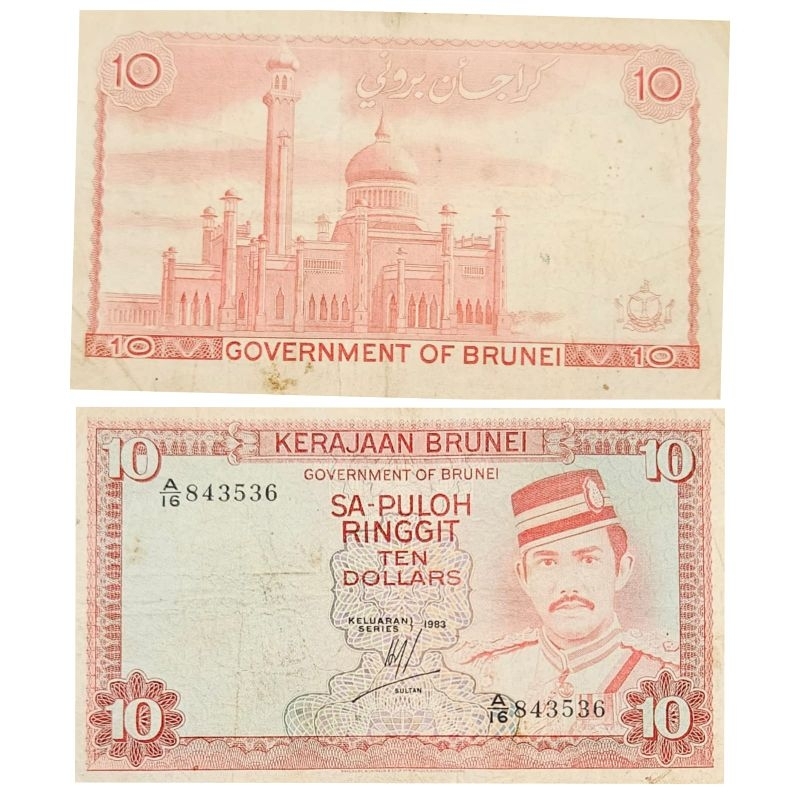 10 كراجأن بروني 10
10 GOVERNMENT OF BRUNEI 10
10 KERAJAAN BRUNEI 10
GOVERNMENT OF BRUNEI
A/16 843536
SA-PULOH
RINGGIT
TEN
DOLLARS
KELUARAN
SERIES } 1983
SULTAN
A/16 843536
10 10